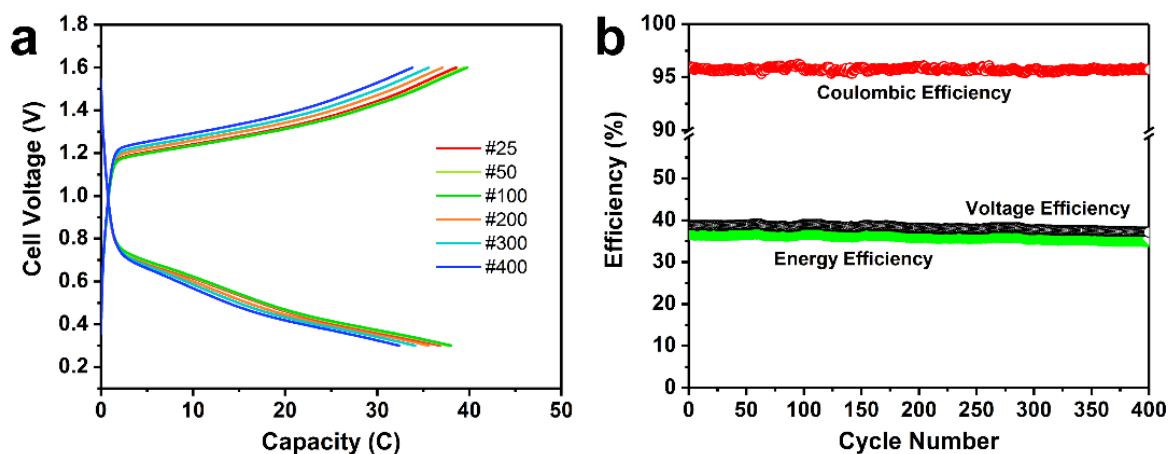 a
1.8
1.6
1.4
1.2
1.0
0.8
0.6
0.4
0.2
Cell Voltage (V)
#25
#50
#100
#200
#300
#400
0 10 20 30 40 50
Capacity (C)
b
100
95
90
50
40
30
20
10
0
Efficiency (%)
Coulombic Efficiency
Voltage Efficiency
Energy Efficiency
0 50 100 150 200 250 300 350 400
Cycle Number